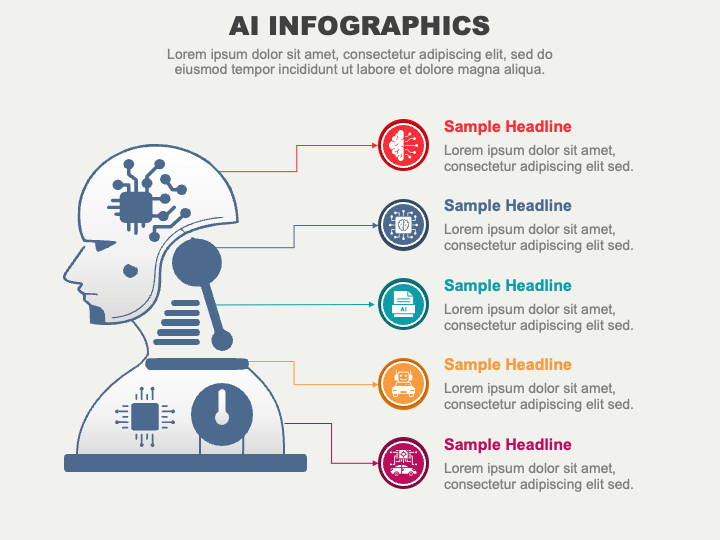 AI INFOGRAPHICS
Lorem ipsum dolor sit amet, consectetur adipiscing elit, sed do
eiusmod tempor incididunt ut labore et dolore magna aliqua.
Sample Headline
Lorem ipsum dolor sit amet,
consectetur adipiscing elit sed.
Sample Headline
Lorem ipsum dolor sit amet,
consectetur adipiscing elit sed.
AI
Sample Headline
Lorem ipsum dolor sit amet,
consectetur adipiscing elit sed.
Sample Headline
Lorem ipsum dolor sit amet,
consectetur adipiscing elit sed.
Sample Headline
Lorem ipsum dolor sit amet,
consectetur adipiscing elit sed.